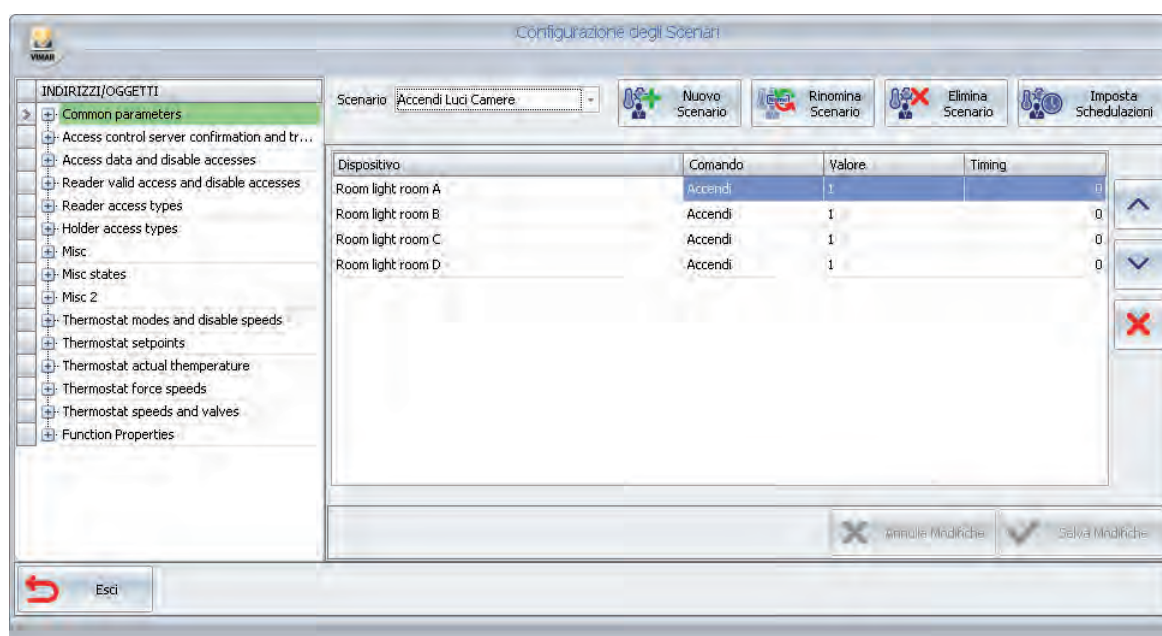 Configurazione degli Scenari
VIMAR
INDIRIZZI/OGGETTI
Common parameters
Access control server confirmation and tr...
Access data and disable accesses
Reader valid access and disable accesses
Reader access types
Holder access types
Misc
Misc states
Misc 2
Thermostat modes and disable speeds
Thermostat setpoints
Thermostat actual themperature
Thermostat force speeds
Thermostat speeds and valves
Function Properties
Scenario Accendi Luci Camere
Nuovo
Scenario
Rinomina
Scenario
Elimina
Scenario
Imposta
Schedulazioni
Dispositivo Comando Valore Timing
Room light room A Accendi 1 0
Room light room B Accendi 1 0
Room light room C Accendi 1 0
Room light room D Accendi 1 0
Annulla Modifiche
Salva Modifiche
Esci